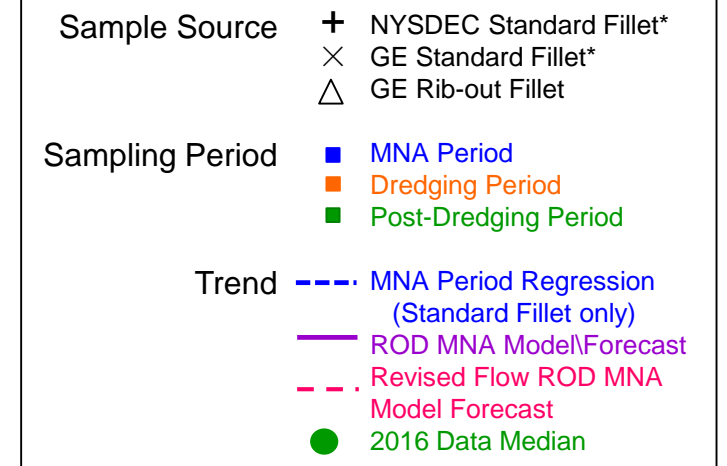 Sample Source
NYSDEC Standard Fillet*
GE Standard Fillet*
GE Rib-out Fillet
Sampling Period
MNA Period
Dredging Period
Post-Dredging Period
Trend
MNA Period Regression
(Standard Fillet only)
ROD MNA Model\Forecast
Revised Flow ROD MNA
Model Forecast
2016 Data Median